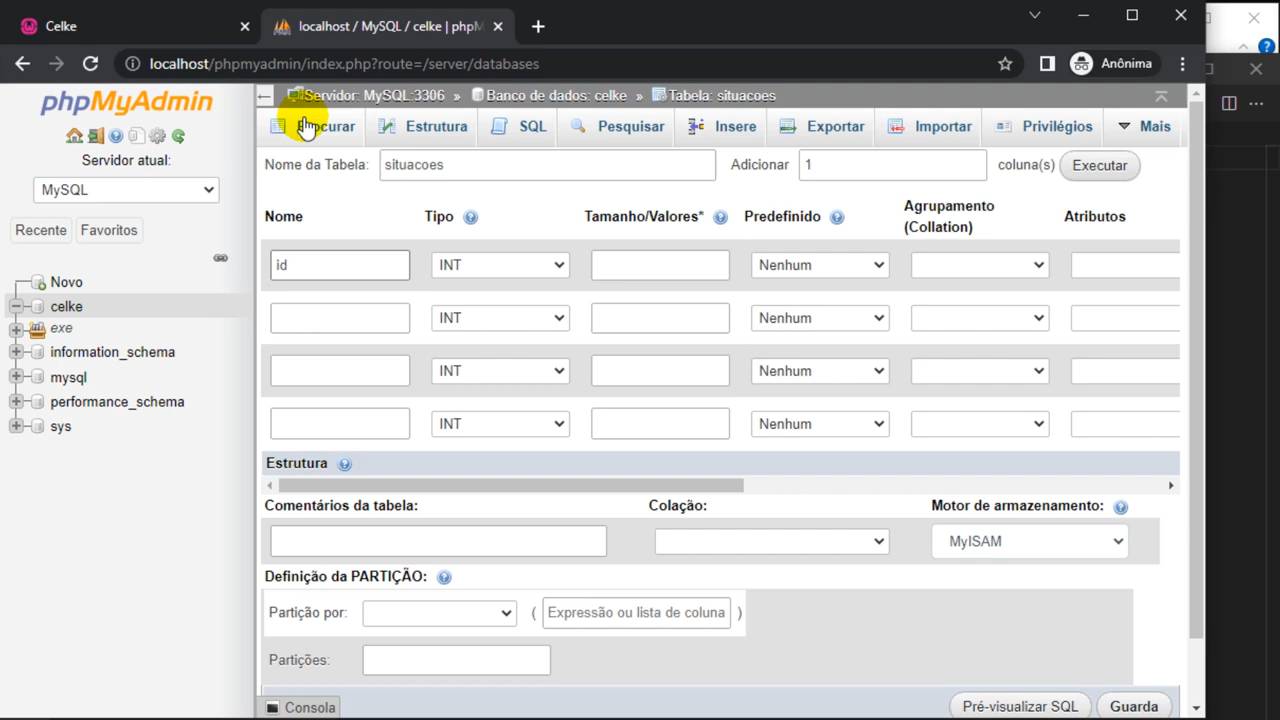 Celke
localhost / MySQL / celke | phpM
localhost/phpmyadmin/index.php?route=/server/databases
Anônima
phpMyAdmin
Servidor: MySQL:3306 » Banco de dados: celke » Tabela: situacoes
Estrutura SQL Pesquisar Insere Exportar Importar Privilégios Mais
Servidor atual:
MySQL
Recente Favoritos
Novo
celke
exe
information_schema
mysql
performance_schema
sys
Nome da Tabela: situacoes Adicionar 1 coluna(s) Executar
Nome Tipo Tamanho/Valores* Predefinido Agrupamento (Collation) Atributos
id INT Nenhum
INT Nenhum
INT Nenhum
INT Nenhum
Estrutura
Comentários da tabela: Colação: Motor de armazenamento:
MyISAM
Definição da PARTIÇÃO:
Partição por: ( Expressão ou lista de coluna )
Partições:
Consola
Pré-visualizar SQL Guarda